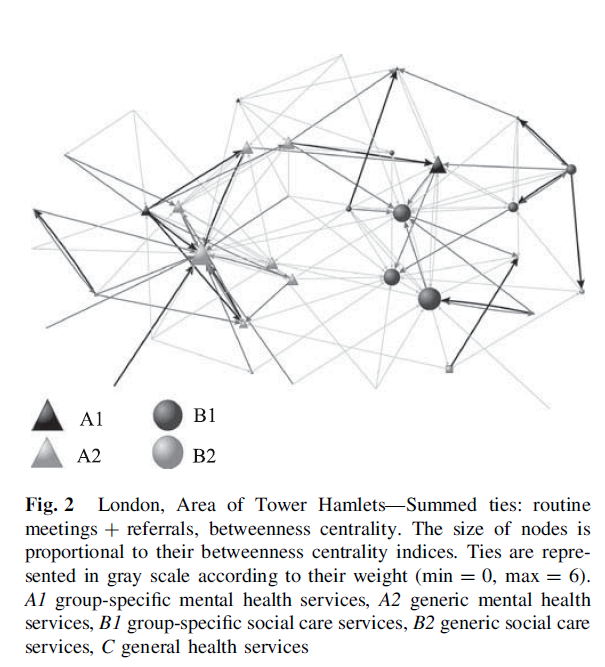 A1
B1
A2
B2
Fig. 2 London, Area of Tower Hamlets—Summed ties: routine
meetings + referrals, betweenness centrality. The size of nodes is
proportional to their betweenness centrality indices. Ties are repre-
sented in gray scale according to their weight (min = 0, max = 6).
A1 group-specific mental health services, A2 generic mental health
services, B1 group-specific social care services, B2 generic social care
services, C general health services